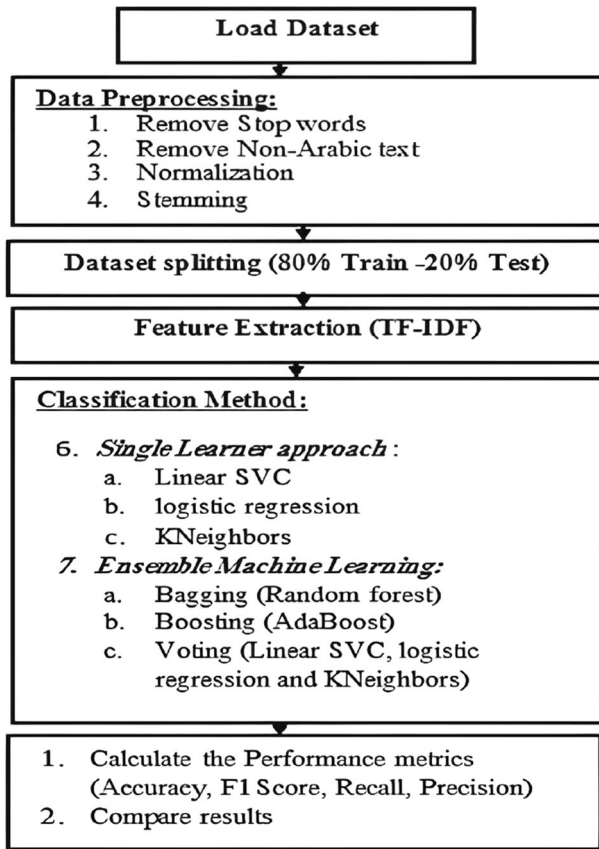 Load Dataset
Data Preprocessing:
1. Remove Stop words
2. Remove Non-Arabic text
3. Normalization
4. Stemming
Dataset splitting (80% Train -20% Test)
Feature Extraction (TF-IDF)
Classification Method:
6. Single Learner approach :
a. Linear SVC
b. logistic regression
c. KNeighbors
7. Ensemble Machine Learning:
a. Bagging (Random forest)
b. Boosting (AdaBoost)
c. Voting (Linear SVC, logistic
regression and KNeighbors)
1. Calculate the Performance metrics
(Accuracy, F1 Score, Recall, Precision)
2. Compare results